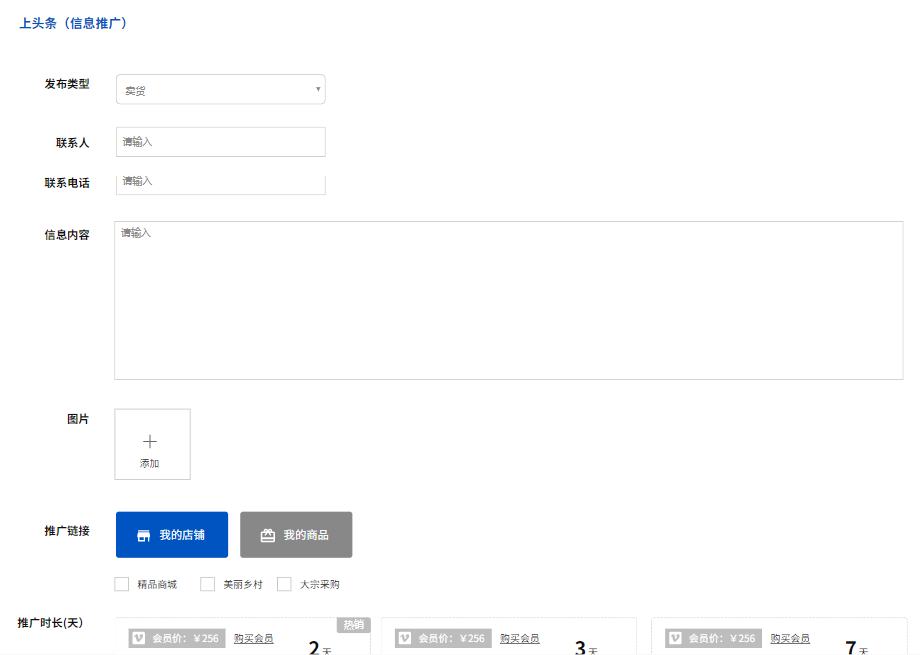 上头条（信息推广）
发布类型 卖货
联系人 请输入
联系电话 请输入
信息内容 请输入
图片
添加
推广链接 我的店铺 我的商品
精品商城 美丽乡村 大宗采购
推广时长(天) 热销
会员价：￥256 购买会员 2 天 会员价：￥256 购买会员 3 天 会员价：￥256 购买会员 7 天